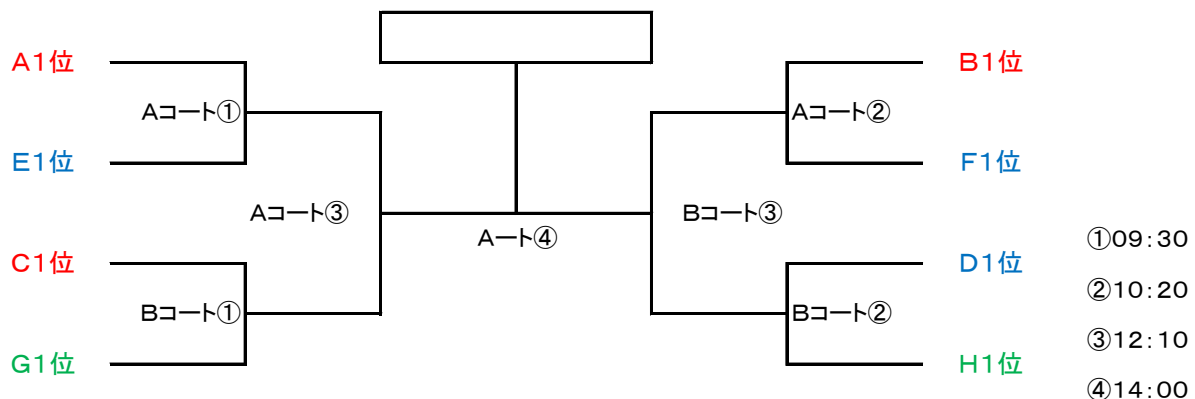 A1位
B1位
Aコート①
Aコート②
E1位
F1位
Aコート③
Bコート③
Aート④
①09:30
C1位
D1位
②10:20
Bコート①
Bコート②
③12:10
G1位
H1位
④14:00